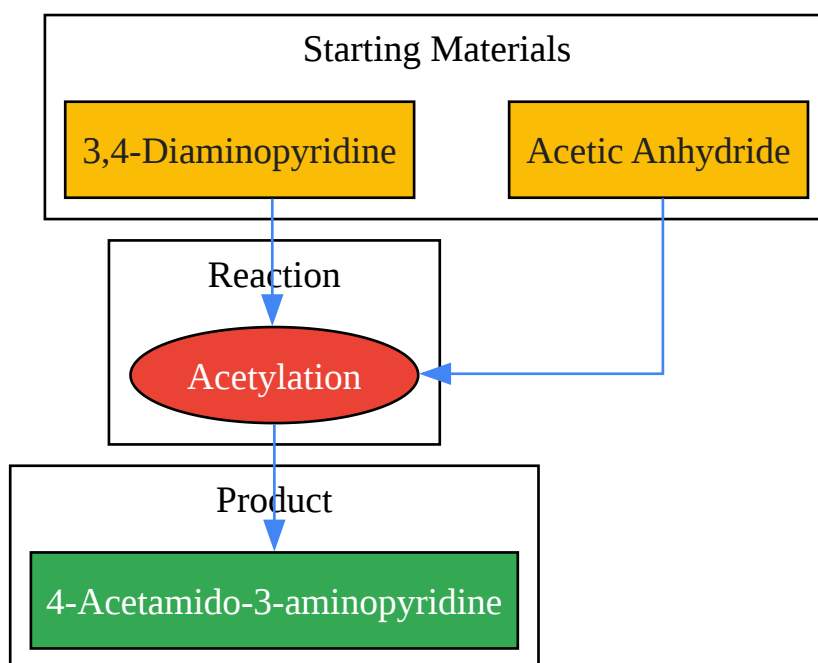 Starting Materials
3,4-Diaminopyridine
Acetic Anhydride
Reaction
Acetylation
Product
4-Acetamido-3-aminopyridine